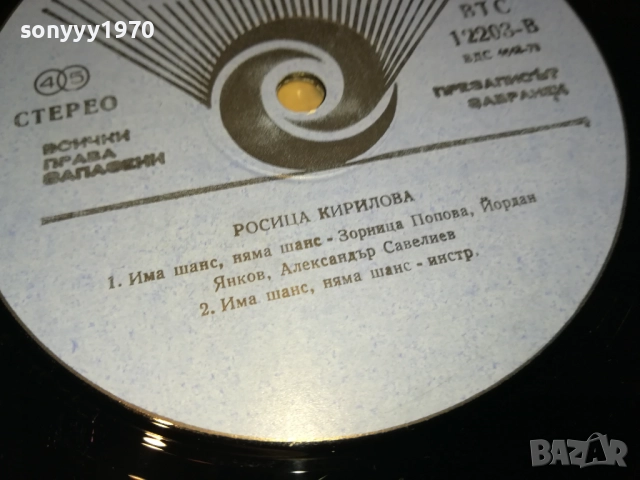 sonyyy1970
ВТС
12203-В
45
СТЕРЕО
ПРЕЗАПИСЪТ
ЗАБРАНЕН
ВСИЧКИ
ПРАВА
ЗАПАЗЕНИ
РОСИЦА КИРИЛОВА
1. Има шанс, няма шанс - Зорница Попова, Йордан
Янков, Александър Савелиев
2. Има шанс, няма шанс - инстр.
BAZAR